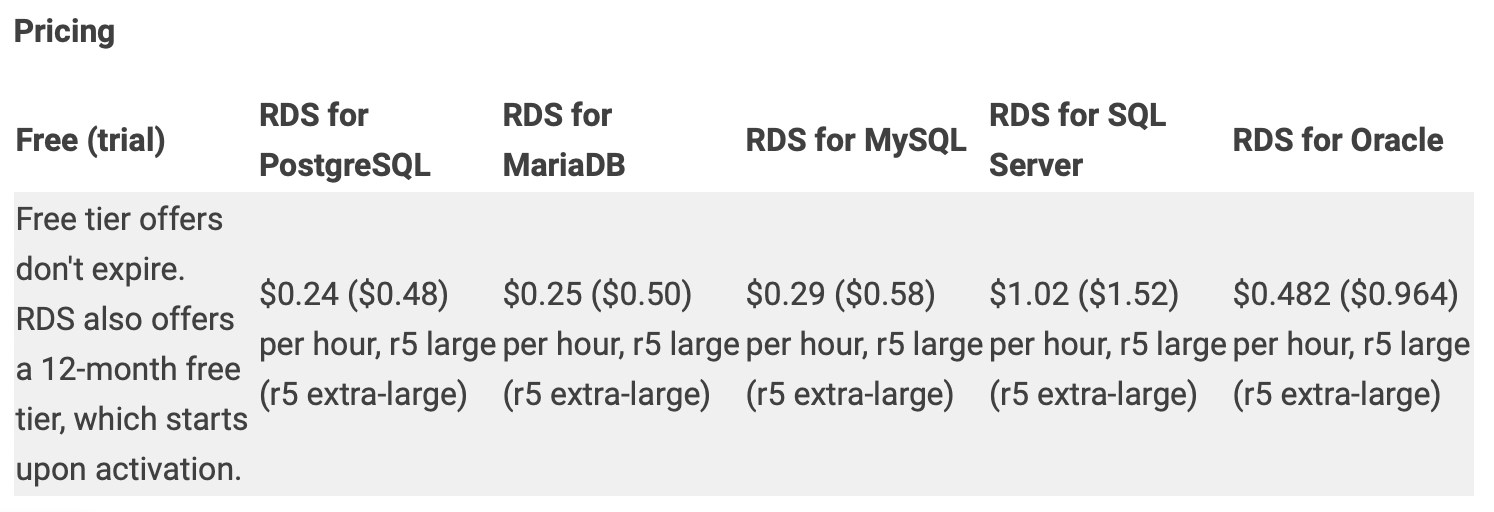 Pricing
Free (trial)
RDS for
PostgreSQL
RDS for
MariaDB
RDS for MySQL
RDS for SQL
Server
RDS for Oracle
Free tier offers
don't expire.
RDS also offers
a 12-month free
tier, which starts
upon activation.
$0.24 ($0.48)
per hour, r5 large
(r5 extra-large)
$0.25 ($0.50)
per hour, r5 large
(r5 extra-large)
$0.29 ($0.58)
per hour, r5 large
(r5 extra-large)
$1.02 ($1.52)
per hour, r5 large
(r5 extra-large)
$0.482 ($0.964)
per hour, r5 large
(r5 extra-large)